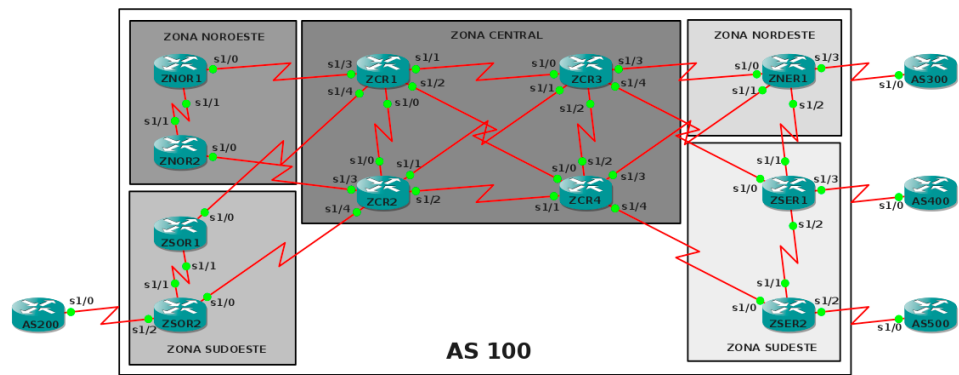 ZONA NOROESTE
ZNOR1
s1/0
s1/1
s1/1
ZNOR2
s1/0
ZONA CENTRAL
ZCR1
s1/3
s1/4
s1/1
s1/2
s1/0
ZCR3
s1/0
s1/1
s1/2
s1/3
s1/4
ZCR2
s1/0
s1/1
s1/2
s1/3
s1/4
ZCR4
s1/0
s1/2
s1/1
s1/3
s1/4
ZONA NORDESTE
ZNER1
s1/0
s1/1
s1/3
s1/2
s1/0
AS300
ZSOR1
s1/0
s1/1
s1/1
ZSOR2
s1/0
s1/2
ZONA SUDOESTE
s1/0
AS200
ZSER1
s1/1
s1/0
s1/3
s1/2
s1/0
AS400
ZSER2
s1/1
s1/0
s1/2
s1/0
AS500
ZONA SUDESTE
AS 100